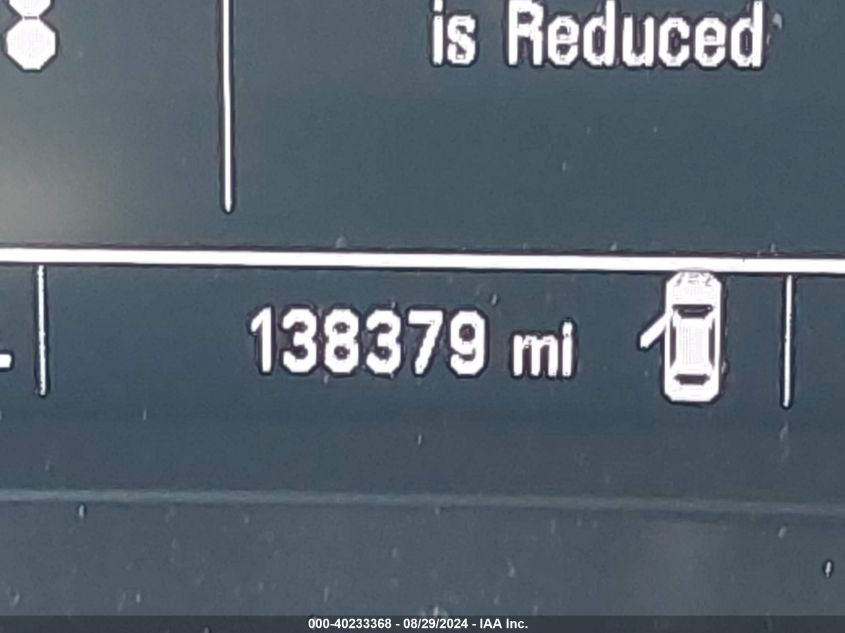 is Reduced
138379 mi
000-40233368 - 08/29/2024 - IAA Inc.